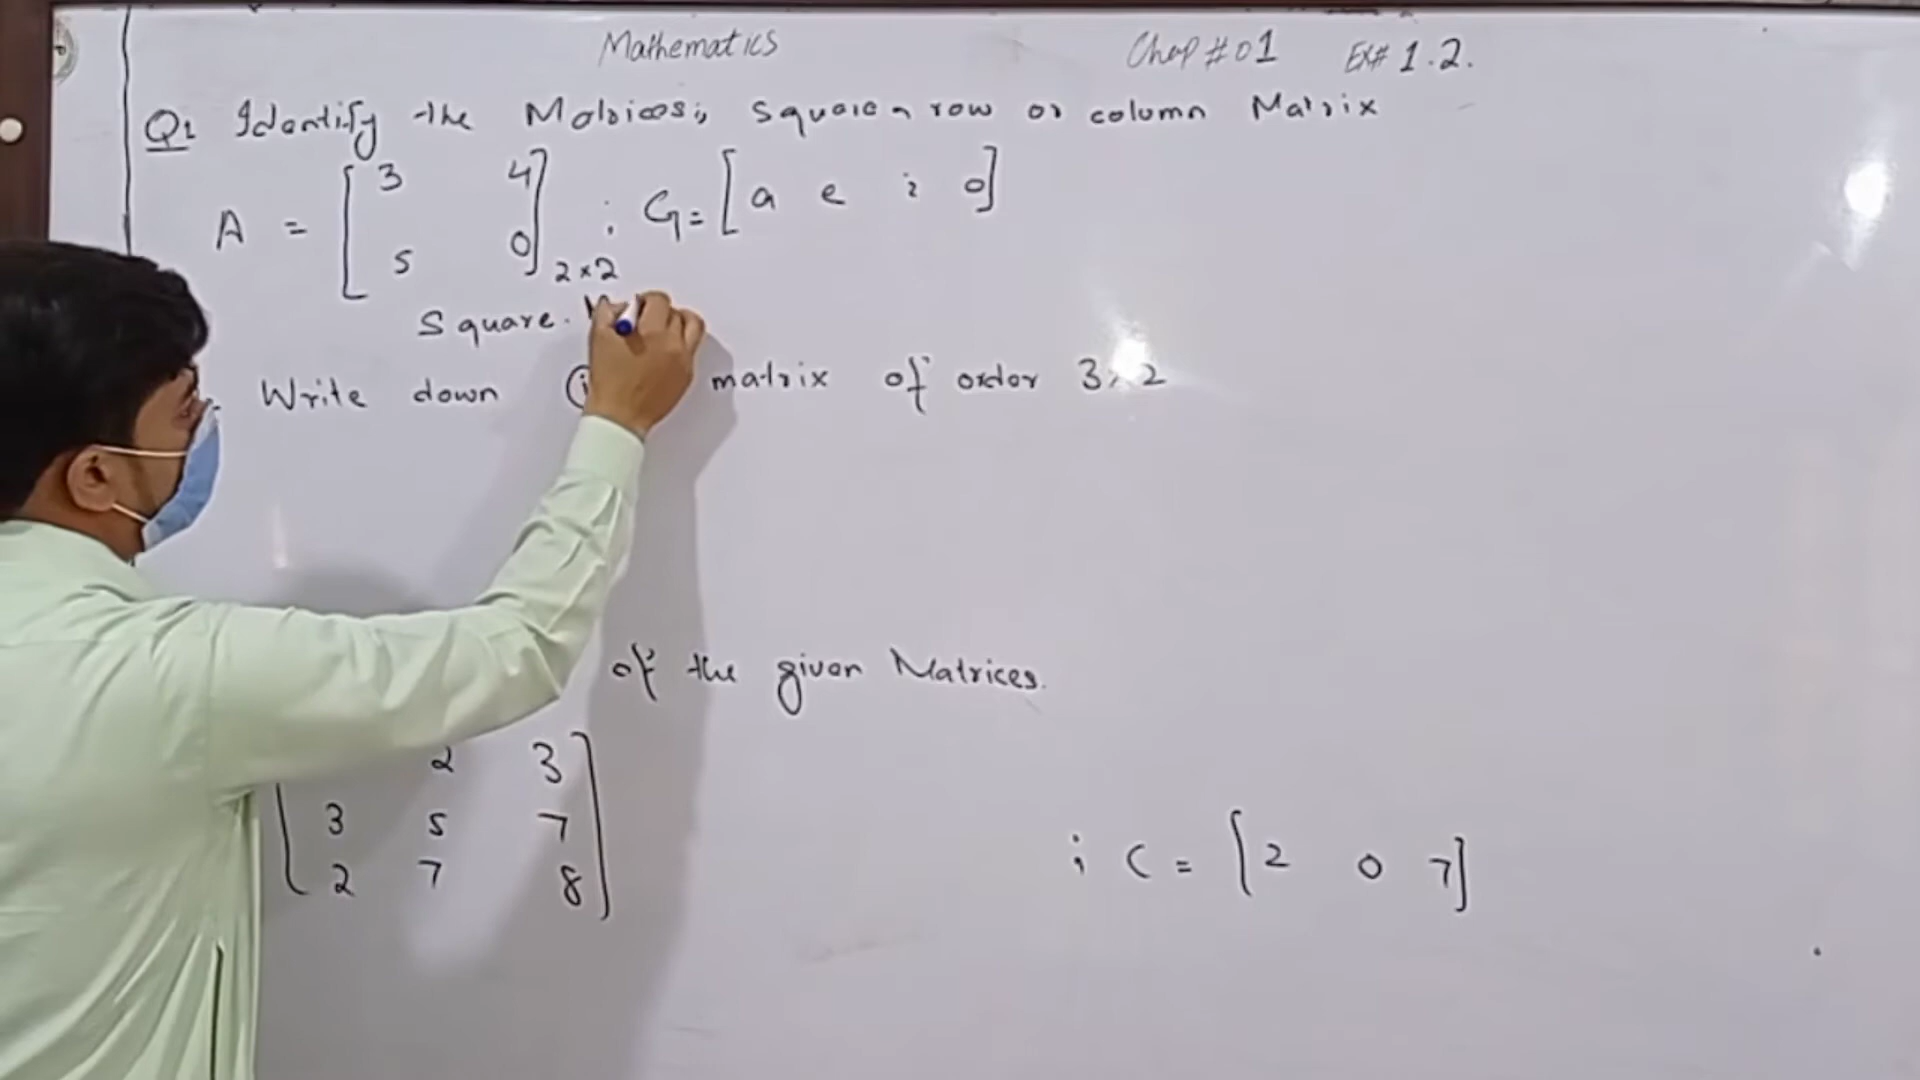 Mathematics Chap # 01 Ex# 1.2.
Q1 Identify the Matrices; square, row or column Matrix
A = [3 4
5 0] 2×2 ; G = [a e i o]
Square.
Write down matrix of order 3×2
of the given Matrices.
2 3
3 5 7
2 7 8
; C = [2 0 7]